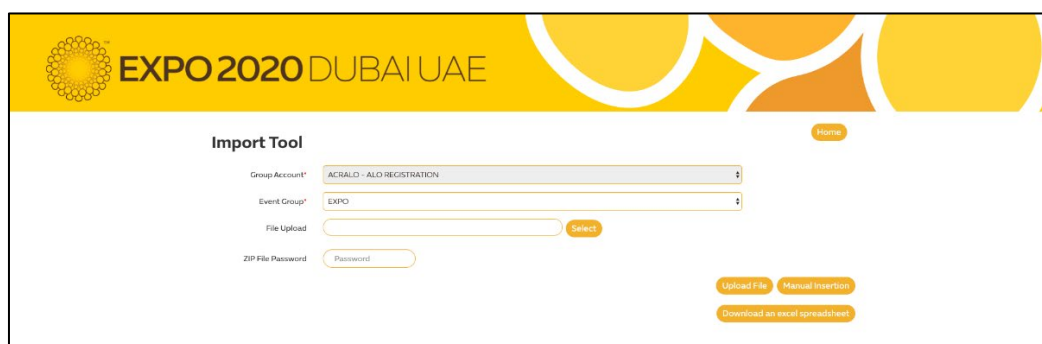 EXPO 2020 DUBAI UAE
Home
Import Tool
Group Account* ACRALO - ALO REGISTRATION
Event Group* EXPO
File Upload Select
ZIP File Password Password
Upload File Manual Insertion
Download an excel spreadsheet